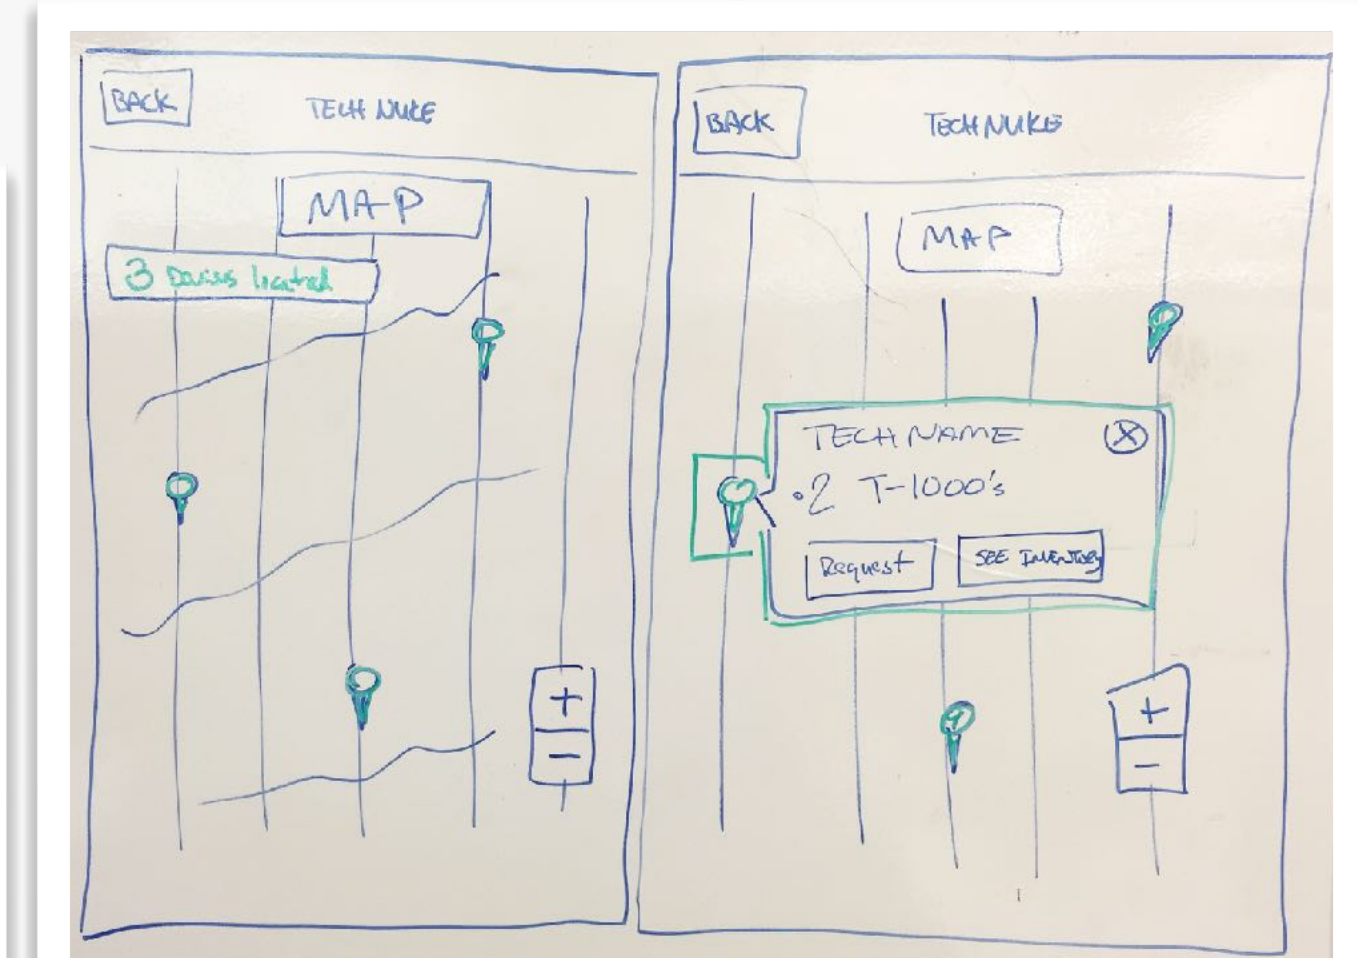 BACK
TECH NUKE
MAP
3 Devices located
+
-
BACK
TECH NUKE
MAP
TECH NAME
X
• 2 T-1000's
Request
SEE INVENTORY
+
-